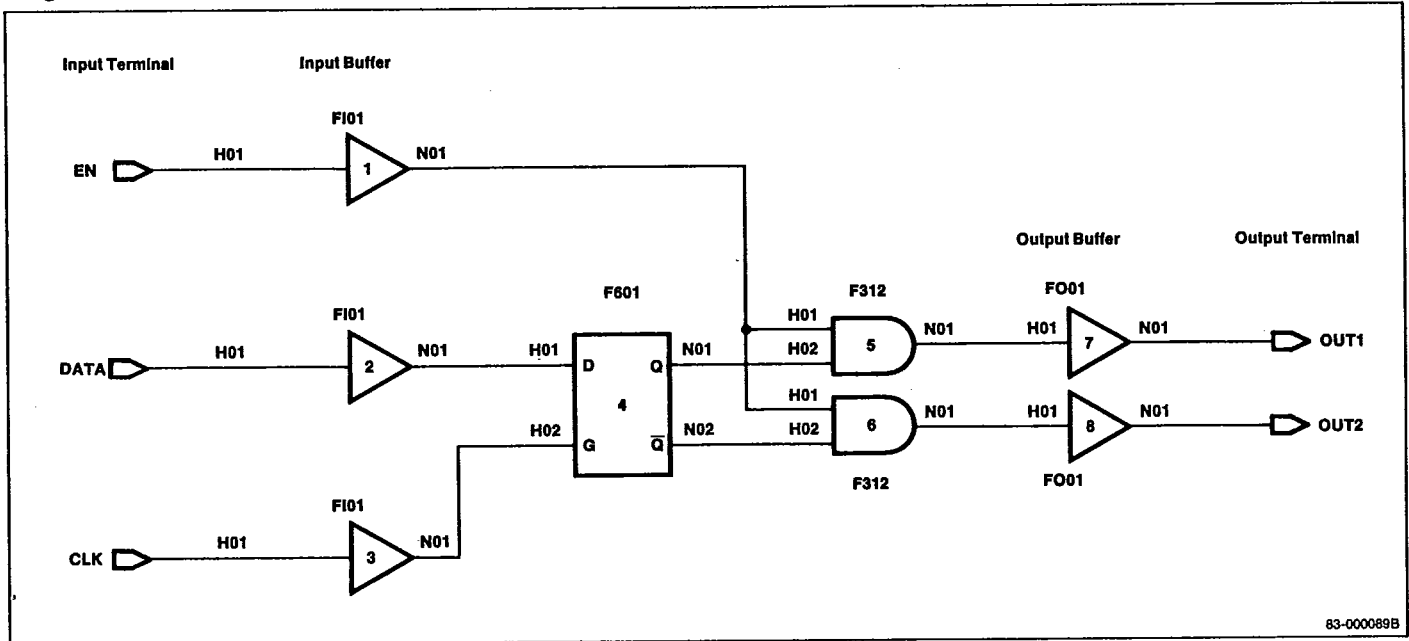 Input Terminal Input Buffer
FI01
EN H01 1 N01
Output Buffer Output Terminal
F601 F312 FO01
FI01
H01 N01 H01 N01 OUT1
5 7
DATA H01 2 N01 H01 D Q N01 H02
4
H01
H02 G Q̅ N02 H02 6 N01 H01 8 N01 OUT2
F312 FO01
FI01
CLK H01 3 N01
83-000089B